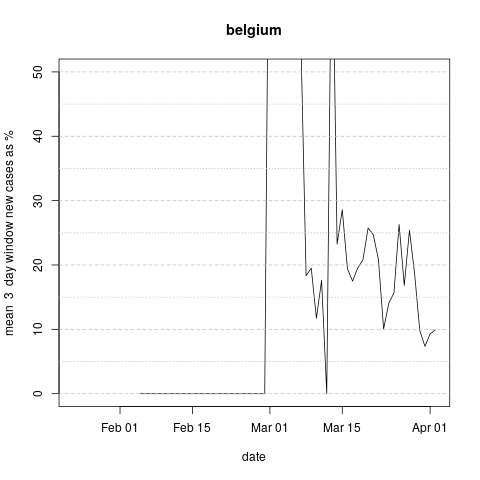 belgium
mean 3 day window new cases as %
50
40
30
20
10
0
Feb 01
Feb 15
Mar 01
Mar 15
Apr 01
date